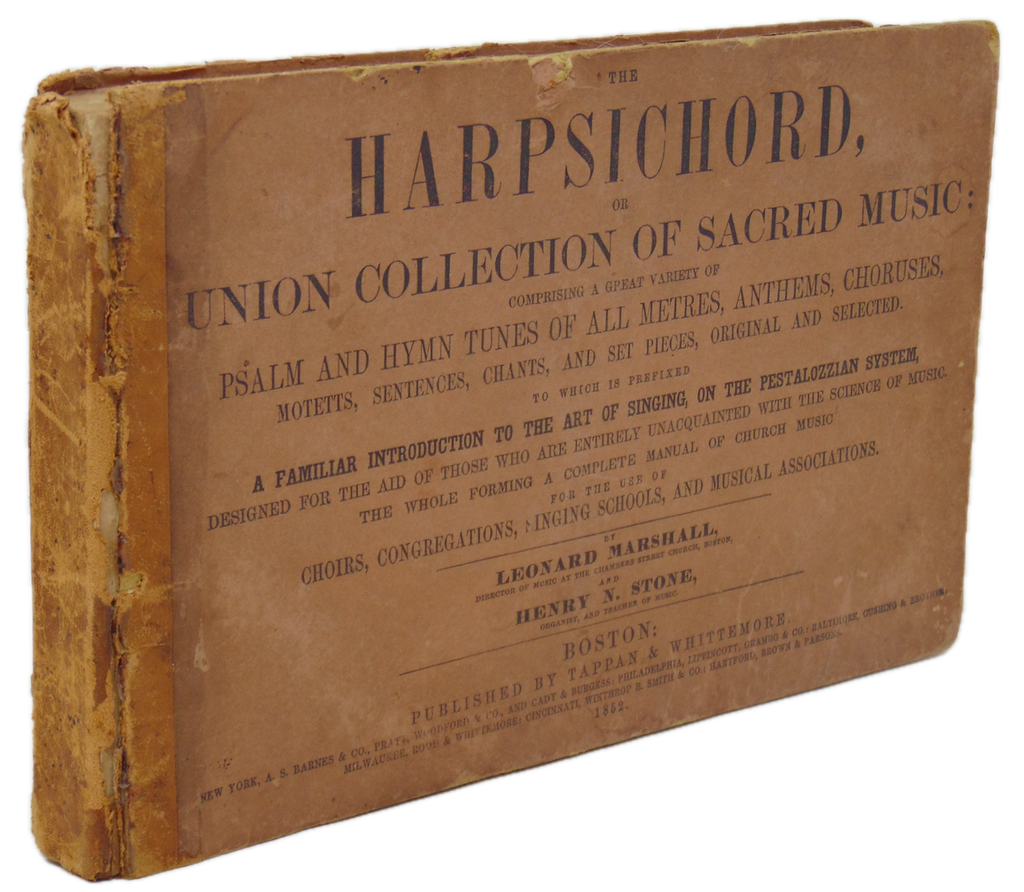 THE
HARPSICHORD,
OR
UNION COLLECTION OF SACRED MUSIC:
COMPRISING A GREAT VARIETY OF
PSALM AND HYMN TUNES OF ALL METRES, ANTHEMS, CHORUSES,
MOTETTS, SENTENCES, CHANTS, AND SET PIECES, ORIGINAL AND SELECTED.
TO WHICH IS PREFIXED
A FAMILIAR INTRODUCTION TO THE ART OF SINGING, ON THE PESTALOZZIAN SYSTEM,
DESIGNED FOR THE AID OF THOSE WHO ARE ENTIRELY UNACQUAINTED WITH THE SCIENCE OF MUSIC.
THE WHOLE FORMING A COMPLETE MANUAL OF CHURCH MUSIC
FOR THE USE OF
CHOIRS, CONGREGATIONS, SINGING SCHOOLS, AND MUSICAL ASSOCIATIONS.
BY
LEONARD MARSHALL,
DIRECTOR OF MUSIC AT THE CHAMBERS STREET CHURCH, BOSTON,
AND
HENRY N. STONE,
ORGANIST, AND TEACHER OF MUSIC.
BOSTON:
PUBLISHED BY TAPPAN & WHITTEMORE.
NEW YORK, A. S. BARNES & CO., PRATT, WOODFORD & CO., AND CADY & BURGESS: PHILADELPHIA, LIPPINCOTT, GRAMBO & CO.: BALTIMORE, CUSHING & BROTHER,
MILWAUKEE, ROOD & WHITTEMORE: CINCINNATI, WINTHROP B. SMITH & CO.: HARTFORD, BROWN & PARSONS.
1852.